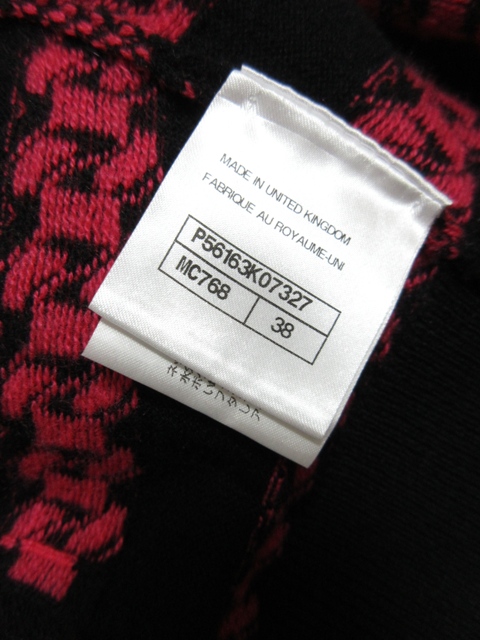 MADE IN UNITED KINGDOM
FABRIQUE AU ROYAUME-UNI
P56163K07327
MC768 38